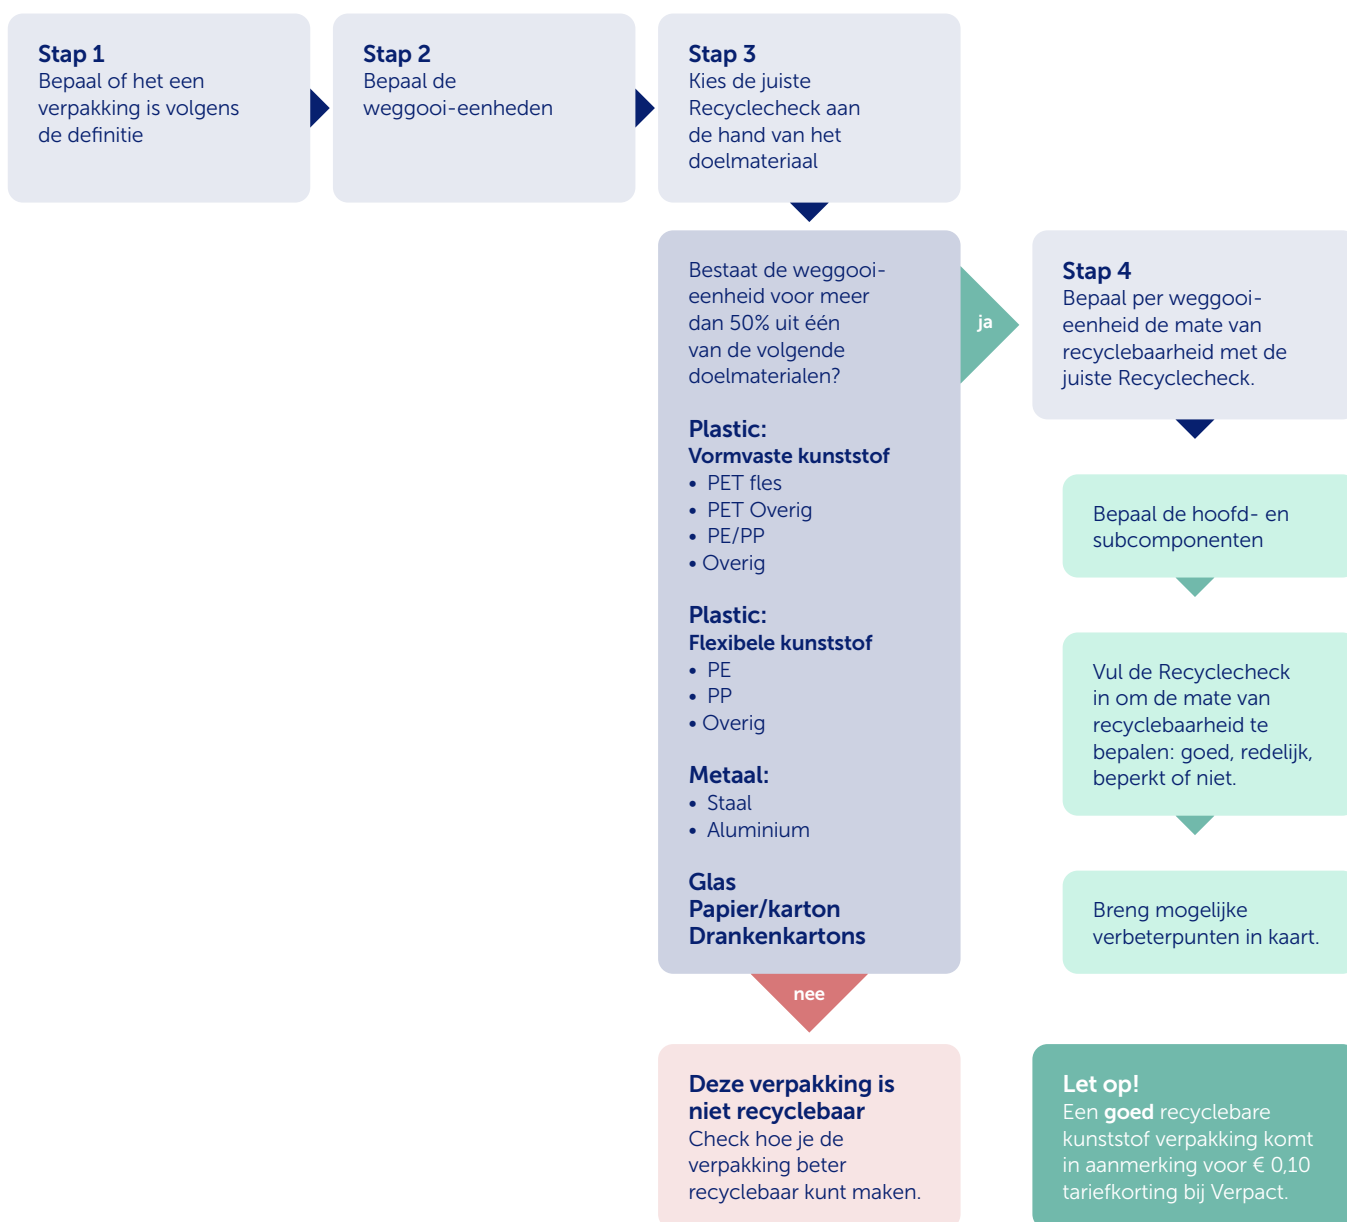 Stap 1
Bepaal of het een
verpakking is volgens
de definitie
Stap 2
Bepaal de
weggooi-eenheden
Stap 3
Kies de juiste
Recyclecheck aan
de hand van het
doelmateriaal
Bestaat de weggooi-
eenheid voor meer
dan 50% uit één
van de volgende
doelmaterialen?
Plastic:
Vormvaste kunststof
• PET fles
• PET Overig
• PE/PP
• Overig
Plastic:
Flexibele kunststof
• PE
• PP
• Overig
Metaal:
• Staal
• Aluminium
Glas
Papier/karton
Drankenkartons
ja
Stap 4
Bepaal per weggooi-
eenheid de mate van
recyclebaarheid met de
juiste Recyclecheck.
Bepaal de hoofd- en
subcomponenten
Vul de Recyclecheck
in om de mate van
recyclebaarheid te
bepalen: goed, redelijk,
beperkt of niet.
Breng mogelijke
verbeterpunten in kaart.
nee
Deze verpakking is
niet recyclebaar
Check hoe je de
verpakking beter
recyclebaar kunt maken.
Let op!
Een goed recyclebare
kunststof verpakking komt
in aanmerking voor € 0,10
tariefkorting bij Verpact.